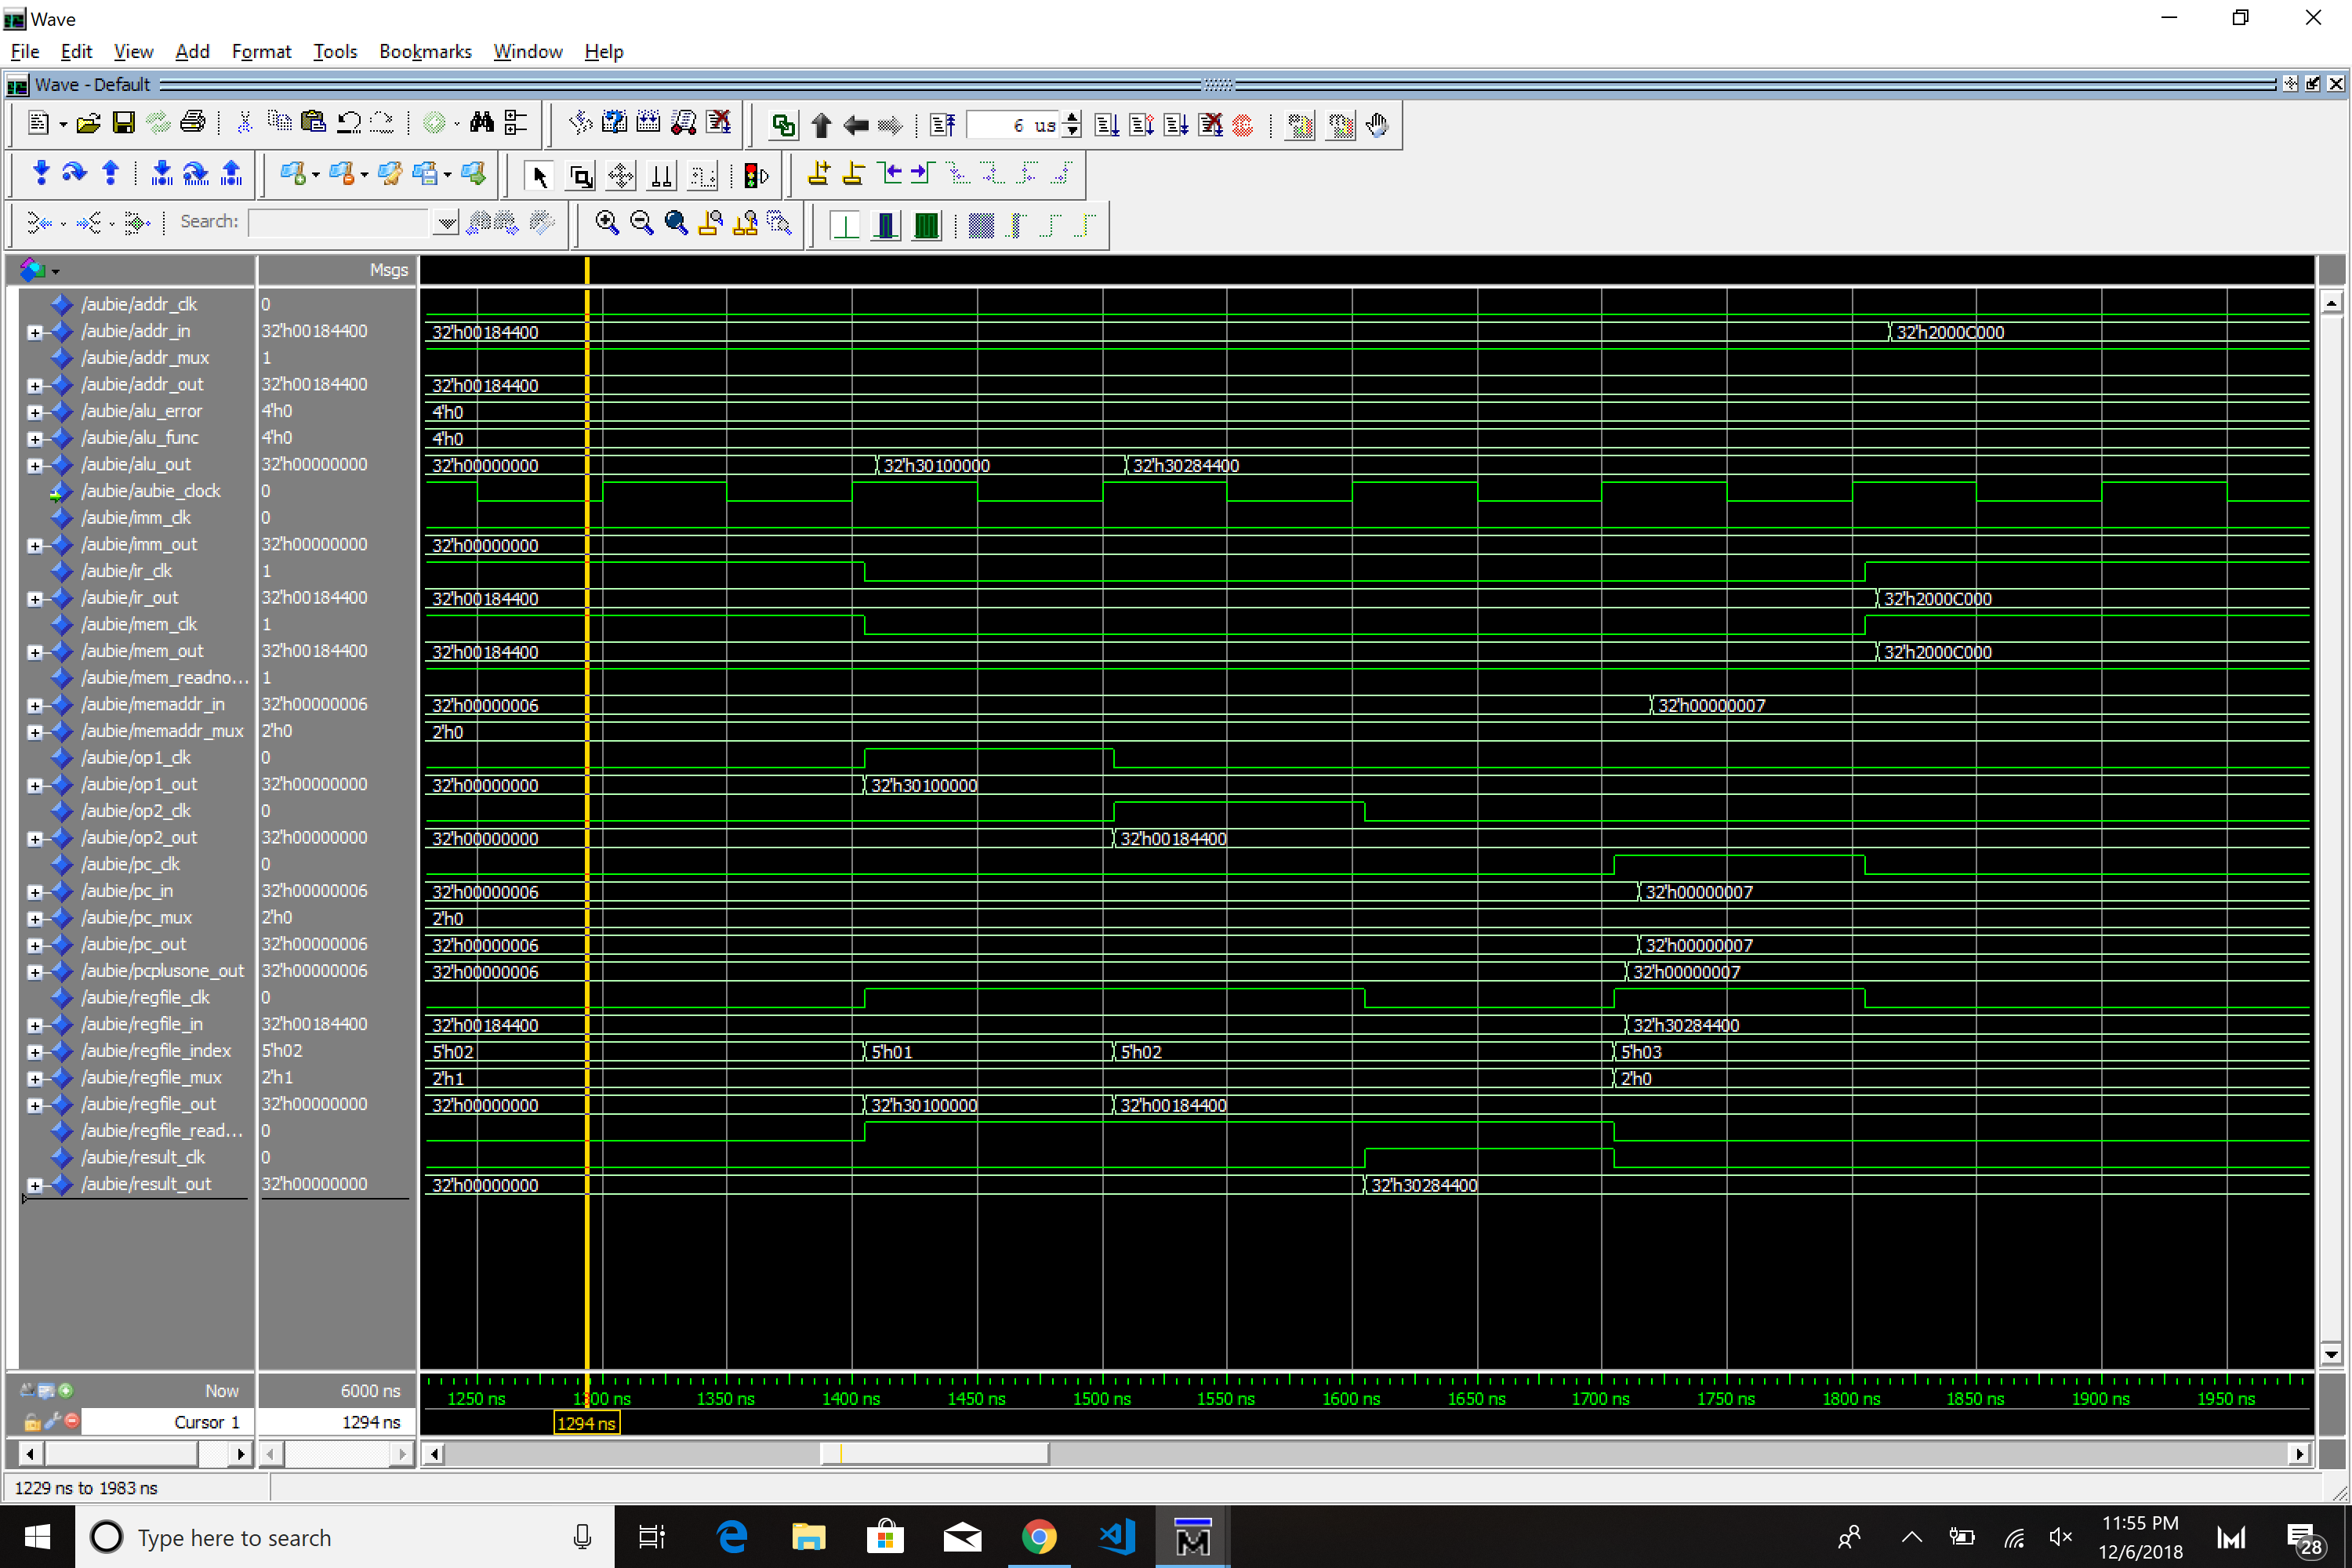 Wave
File Edit View Add Format Tools Bookmarks Window Help
Wave - Default
6 us
Search:
Msgs
/aubie/addr_clk 0
/aubie/addr_in 32'h00184400 32'h00184400 32'h2000C000
/aubie/addr_mux 1
/aubie/addr_out 32'h00184400 32'h00184400
/aubie/alu_error 4'h0 4'h0
/aubie/alu_func 4'h0 4'h0
/aubie/alu_out 32'h00000000 32'h00000000 32'h30100000 32'h30284400
/aubie/aubie_clock 0
/aubie/imm_clk 0
/aubie/imm_out 32'h00000000 32'h00000000
/aubie/ir_clk 1
/aubie/ir_out 32'h00184400 32'h00184400 32'h2000C000
/aubie/mem_clk 1
/aubie/mem_out 32'h00184400 32'h00184400 32'h2000C000
/aubie/mem_readno... 1
/aubie/memaddr_in 32'h00000006 32'h00000006 32'h00000007
/aubie/memaddr_mux 2'h0 2'h0
/aubie/op1_clk 0
/aubie/op1_out 32'h00000000 32'h00000000 32'h30100000
/aubie/op2_clk 0
/aubie/op2_out 32'h00000000 32'h00000000 32'h00184400
/aubie/pc_clk 0
/aubie/pc_in 32'h00000006 32'h00000006 32'h00000007
/aubie/pc_mux 2'h0 2'h0
/aubie/pc_out 32'h00000006 32'h00000006 32'h00000007
/aubie/pcplusone_out 32'h00000006 32'h00000006 32'h00000007
/aubie/regfile_clk 0
/aubie/regfile_in 32'h00184400 32'h00184400 32'h30284400
/aubie/regfile_index 5'h02 5'h02 5'h01 5'h02 5'h03
/aubie/regfile_mux 2'h1 2'h1 2'h0
/aubie/regfile_out 32'h00000000 32'h00000000 32'h30100000 32'h00184400
/aubie/regfile_read... 0
/aubie/result_clk 0
/aubie/result_out 32'h00000000 32'h00000000 32'h30284400
Now 6000 ns 1250 ns 1300 ns 1350 ns 1400 ns 1450 ns 1500 ns 1550 ns 1600 ns 1650 ns 1700 ns 1750 ns 1800 ns 1850 ns 1900 ns 1950 ns
Cursor 1 1294 ns 1294 ns
1229 ns to 1983 ns
Type here to search
11:55 PM
12/6/2018
28